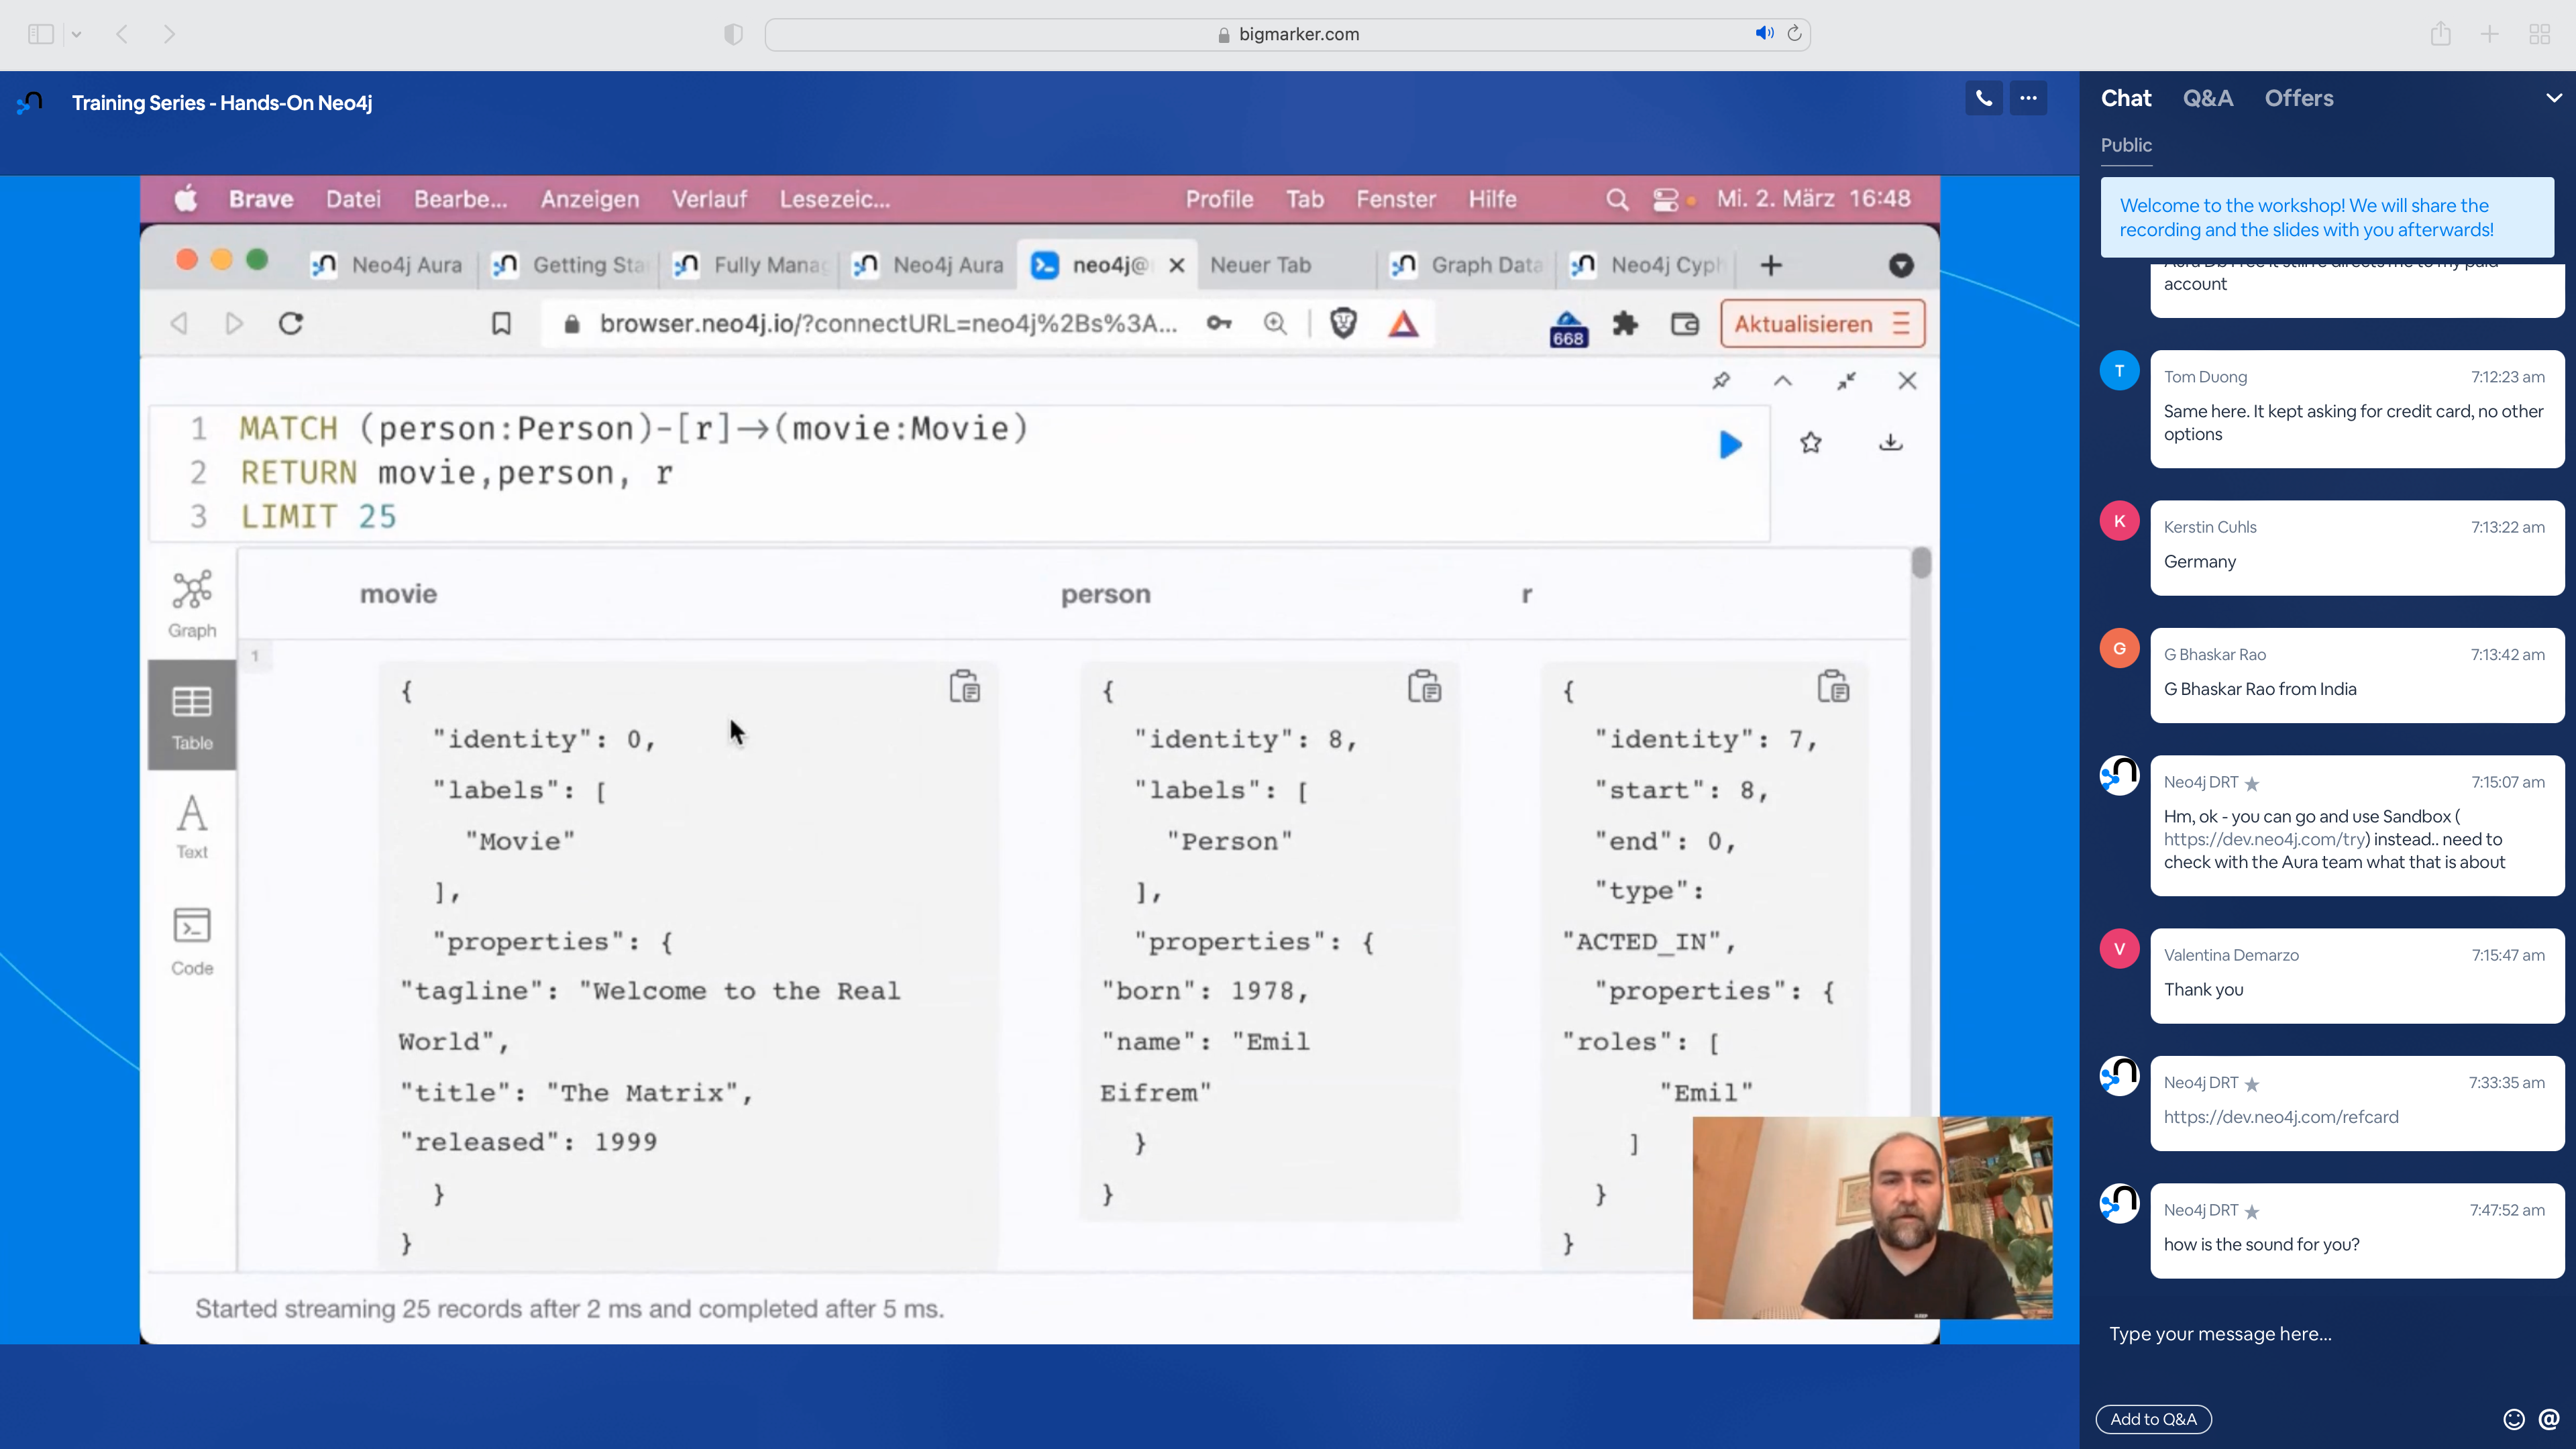 bigmarker.com
Training Series - Hands-On Neo4j
Brave Datei Bearbe... Anzeigen Verlauf Lesezeic... Profile Tab Fenster Hilfe Mi. 2. März 16:48
Neo4j Aura Getting Sta Fully Manag Neo4j Aura neo4j@ Neuer Tab Graph Data Neo4j Cyph
browser.neo4j.io/?connectURL=neo4j%2Bs%3A... 668 Aktualisieren
1 MATCH (person:Person)-[r]->(movie:Movie)
2 RETURN movie,person, r
3 LIMIT 25
Graph
Table
Text
Code
movie person r
1
{
"identity": 0,
"labels": [
"Movie"
],
"properties": {
"tagline": "Welcome to the Real
World",
"title": "The Matrix",
"released": 1999
}
}
{
"identity": 8,
"labels": [
"Person"
],
"properties": {
"born": 1978,
"name": "Emil
Eifrem"
}
}
{
"identity": 7,
"start": 8,
"end": 0,
"type":
"ACTED_IN",
"properties": {
"roles": [
"Emil"
]
}
}
Started streaming 25 records after 2 ms and completed after 5 ms.
Chat Q&A Offers
Public
Welcome to the workshop! We will share the
recording and the slides with you afterwards!
account
T
Tom Duong 7:12:23 am
Same here. It kept asking for credit card, no other
options
K
Kerstin Cuhls 7:13:22 am
Germany
G
G Bhaskar Rao 7:13:42 am
G Bhaskar Rao from India
Neo4j DRT 7:15:07 am
Hm, ok - you can go and use Sandbox (
https://dev.neo4j.com/try) instead.. need to
check with the Aura team what that is about
V
Valentina Demarzo 7:15:47 am
Thank you
Neo4j DRT 7:33:35 am
https://dev.neo4j.com/refcard
Neo4j DRT 7:47:52 am
how is the sound for you?
Type your message here...
Add to Q&A